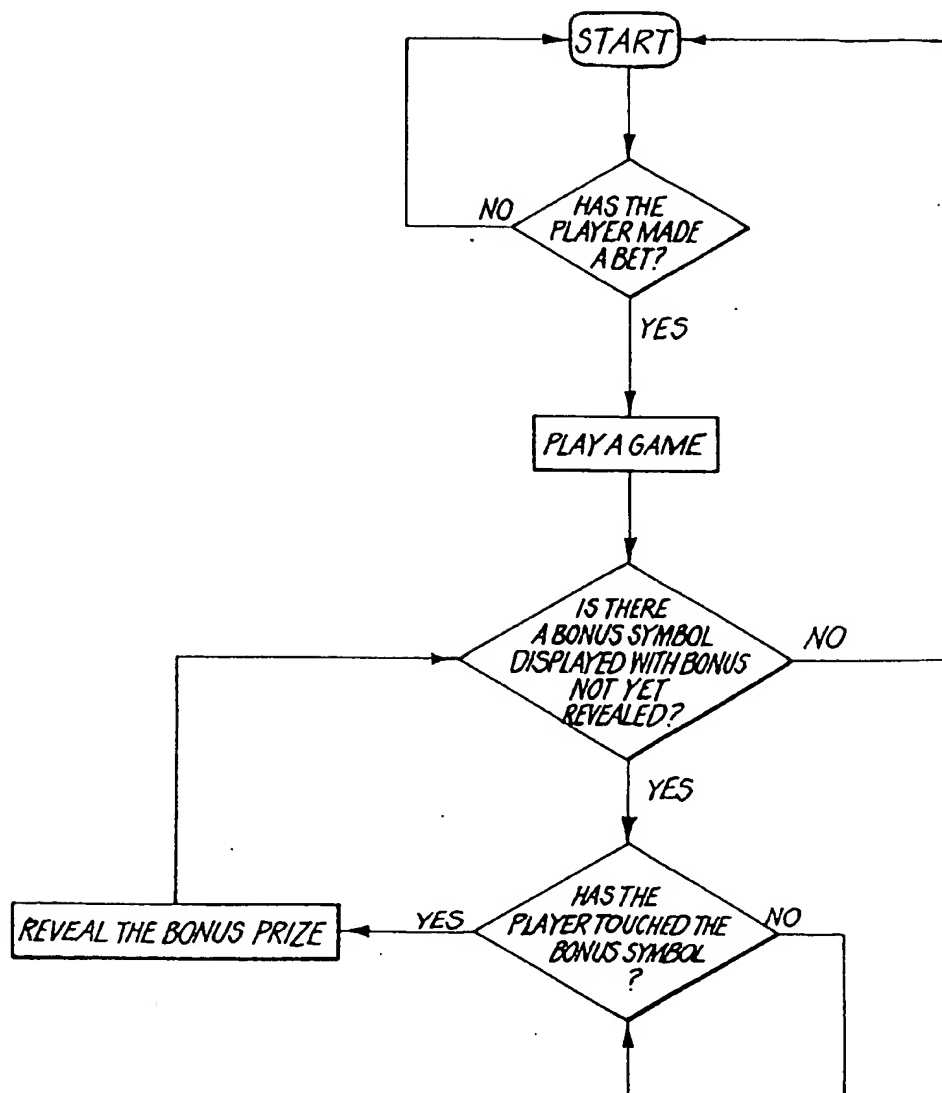 START
NO
HAS THE
PLAYER MADE
A BET?
YES
PLAY A GAME
IS THERE
A BONUS SYMBOL
DISPLAYED WITH BONUS
NOT YET
REVEALED?
NO
YES
HAS THE
PLAYER TOUCHED THE
BONUS SYMBOL
?
NO
YES
REVEAL THE BONUS PRIZE